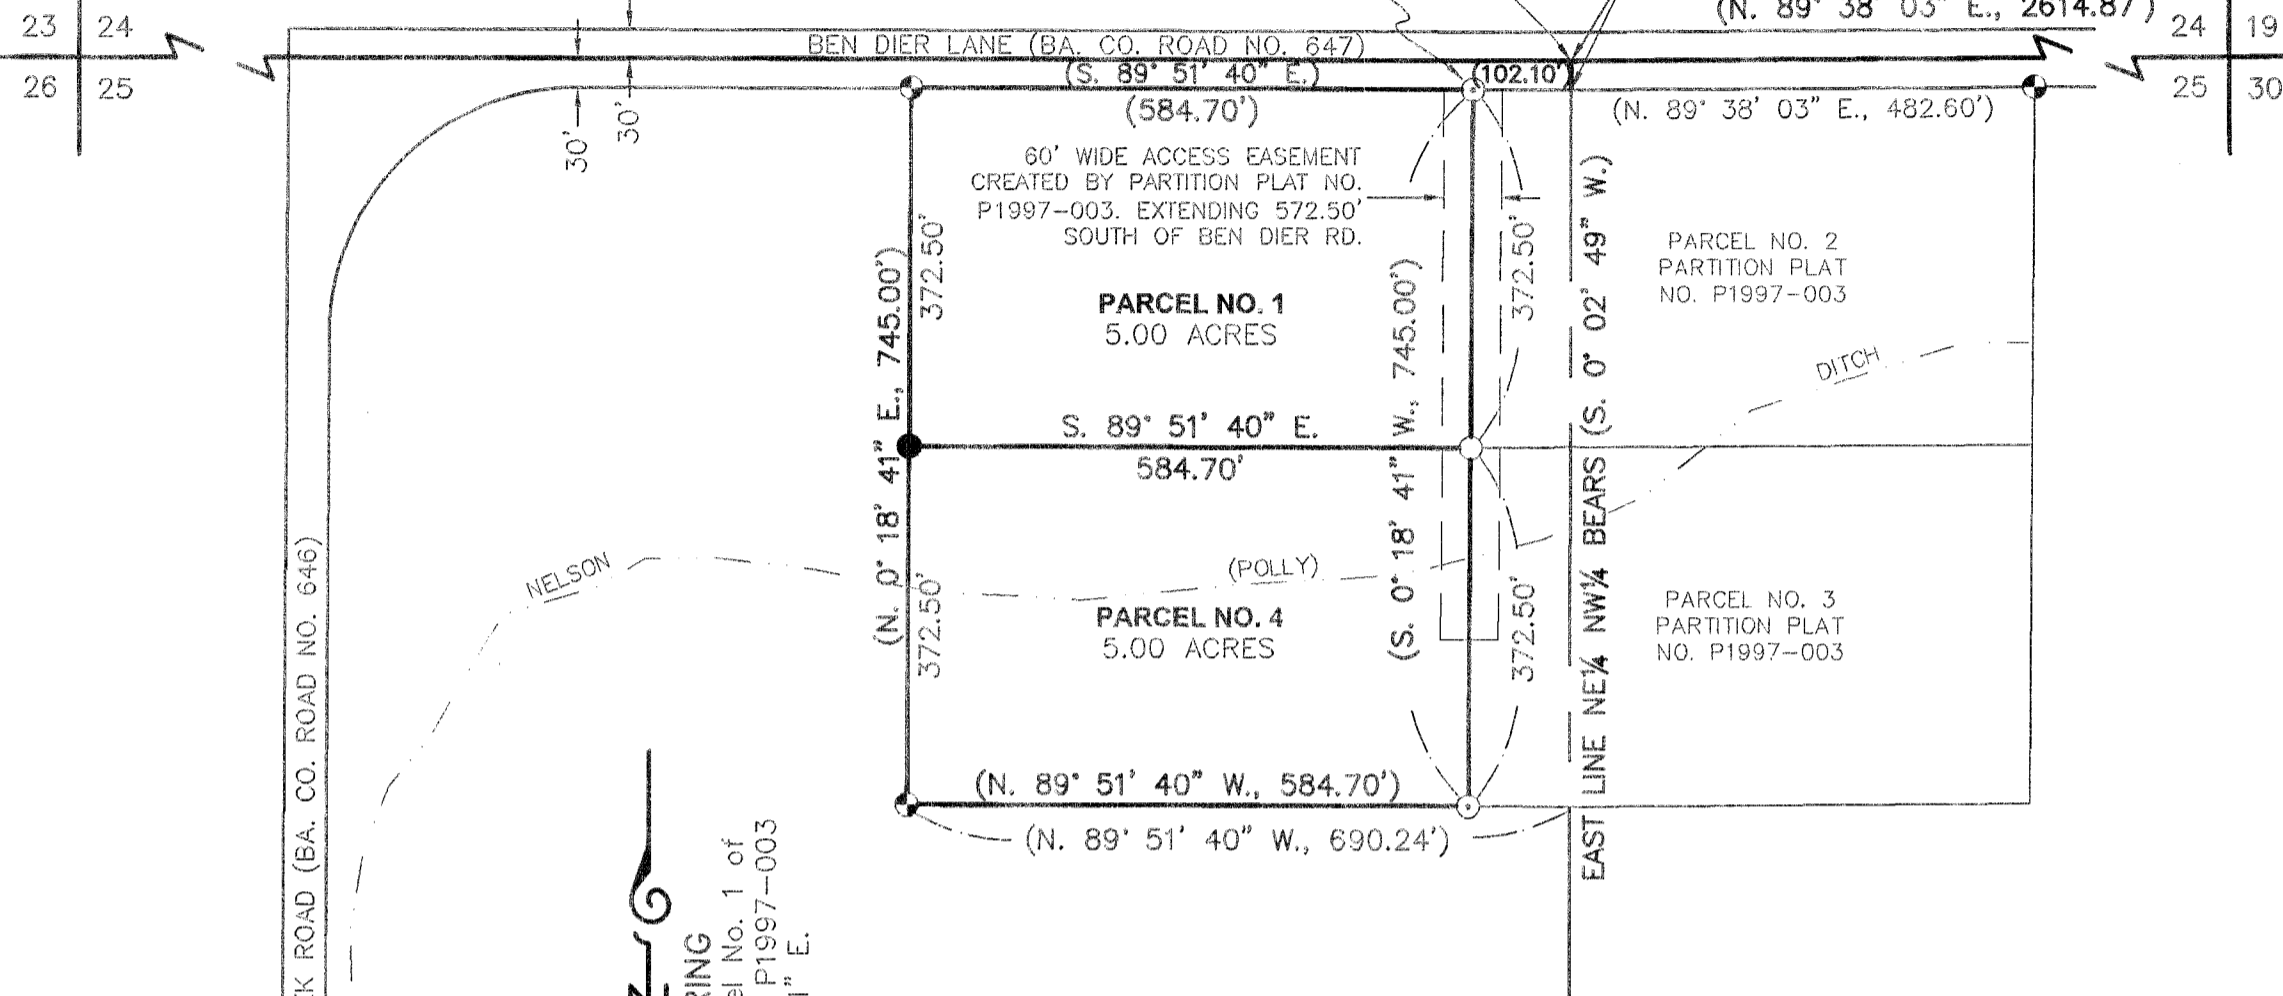 (N. 89° 38' 03" E., 2614.87')
23 24
24 19
BEN DIER LANE (BA. CO. ROAD NO. 647)
26 25
(S. 89° 51' 40" E.)
(102.10')
25 30
(584.70')
(N. 89° 38' 03" E., 482.60')
30'
30'
60' WIDE ACCESS EASEMENT
CREATED BY PARTITION PLAT NO.
P1997-003. EXTENDING 572.50'
SOUTH OF BEN DIER RD.
(N. 0° 18' 41" E., 745.00')
372.50'
PARCEL NO. 1
5.00 ACRES
(S. 0° 18' 41" W., 745.00')
372.50'
EAST LINE NE¼ NW¼ BEARS (S. 0° 02' 49" W.)
PARCEL NO. 2
PARTITION PLAT
NO. P1997-003
DITCH
S. 89° 51' 40" E.
584.70'
NELSON
(POLLY)
372.50'
PARCEL NO. 4
5.00 ACRES
372.50'
PARCEL NO. 3
PARTITION PLAT
NO. P1997-003
(N. 89° 51' 40" W., 584.70')
(N. 89° 51' 40" W., 690.24')
ROAD (BA. CO. ROAD NO. 646)
No. 1 of
P1997-003
E.